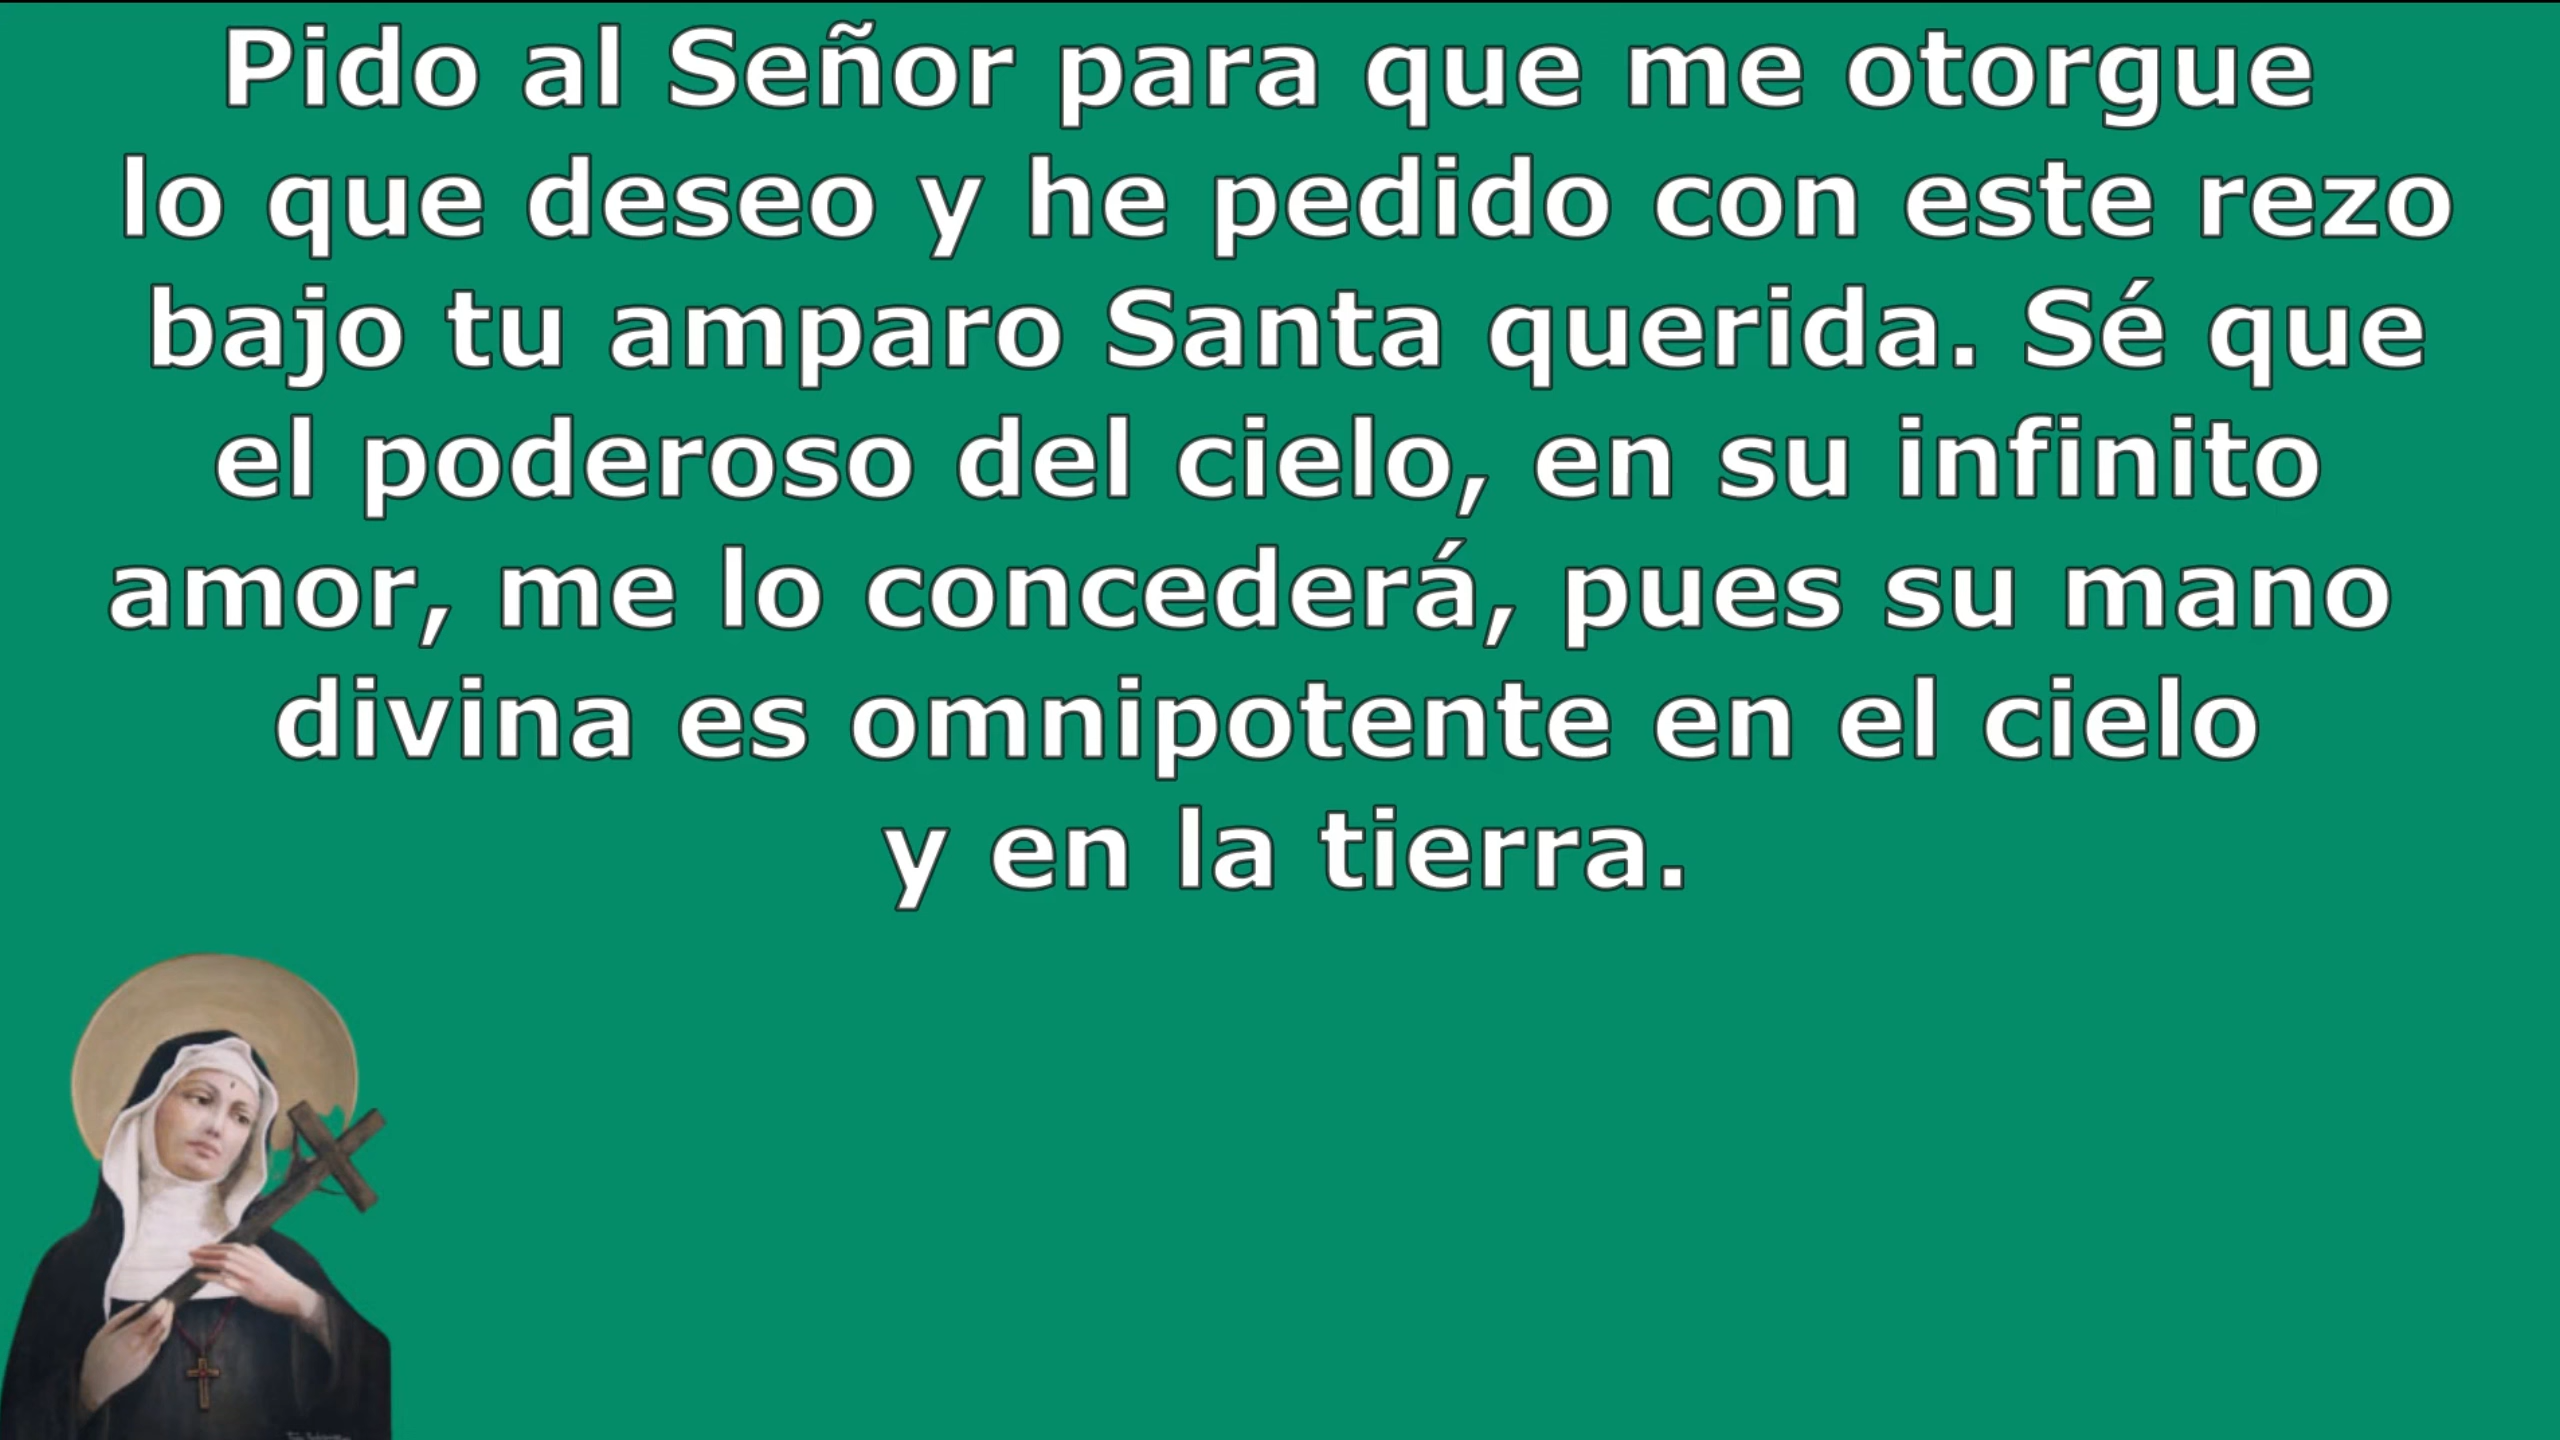 Pido al Señor para que me otorgue
lo que deseo y he pedido con este rezo
bajo tu amparo Santa querida. Sé que
el poderoso del cielo, en su infinito
amor, me lo concederá, pues su mano
divina es omnipotente en el cielo
y en la tierra.